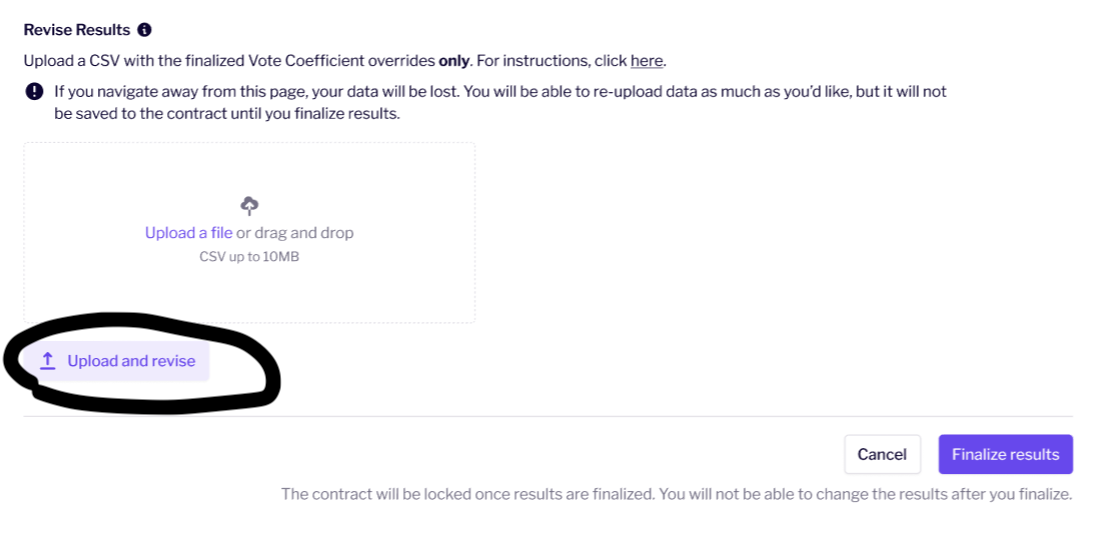 Revise Results
Upload a CSV with the finalized Vote Coefficient overrides only. For instructions, click here.
If you navigate away from this page, your data will be lost. You will be able to re-upload data as much as you'd like, but it will not
be saved to the contract until you finalize results.
Upload a file or drag and drop
CSV up to 10MB
Upload and revise
Cancel
Finalize results
The contract will be locked once results are finalized. You will not be able to change the results after you finalize.